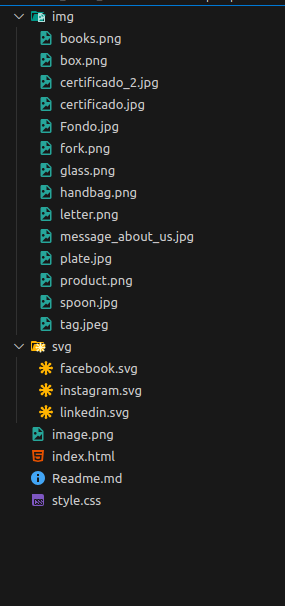 img
books.png
box.png
certificado_2.jpg
certificado.jpg
Fondo.jpg
fork.png
glass.png
handbag.png
letter.png
message_about_us.jpg
plate.jpg
product.png
spoon.jpg
tag.jpeg
svg
facebook.svg
instagram.svg
linkedin.svg
image.png
index.html
Readme.md
style.css